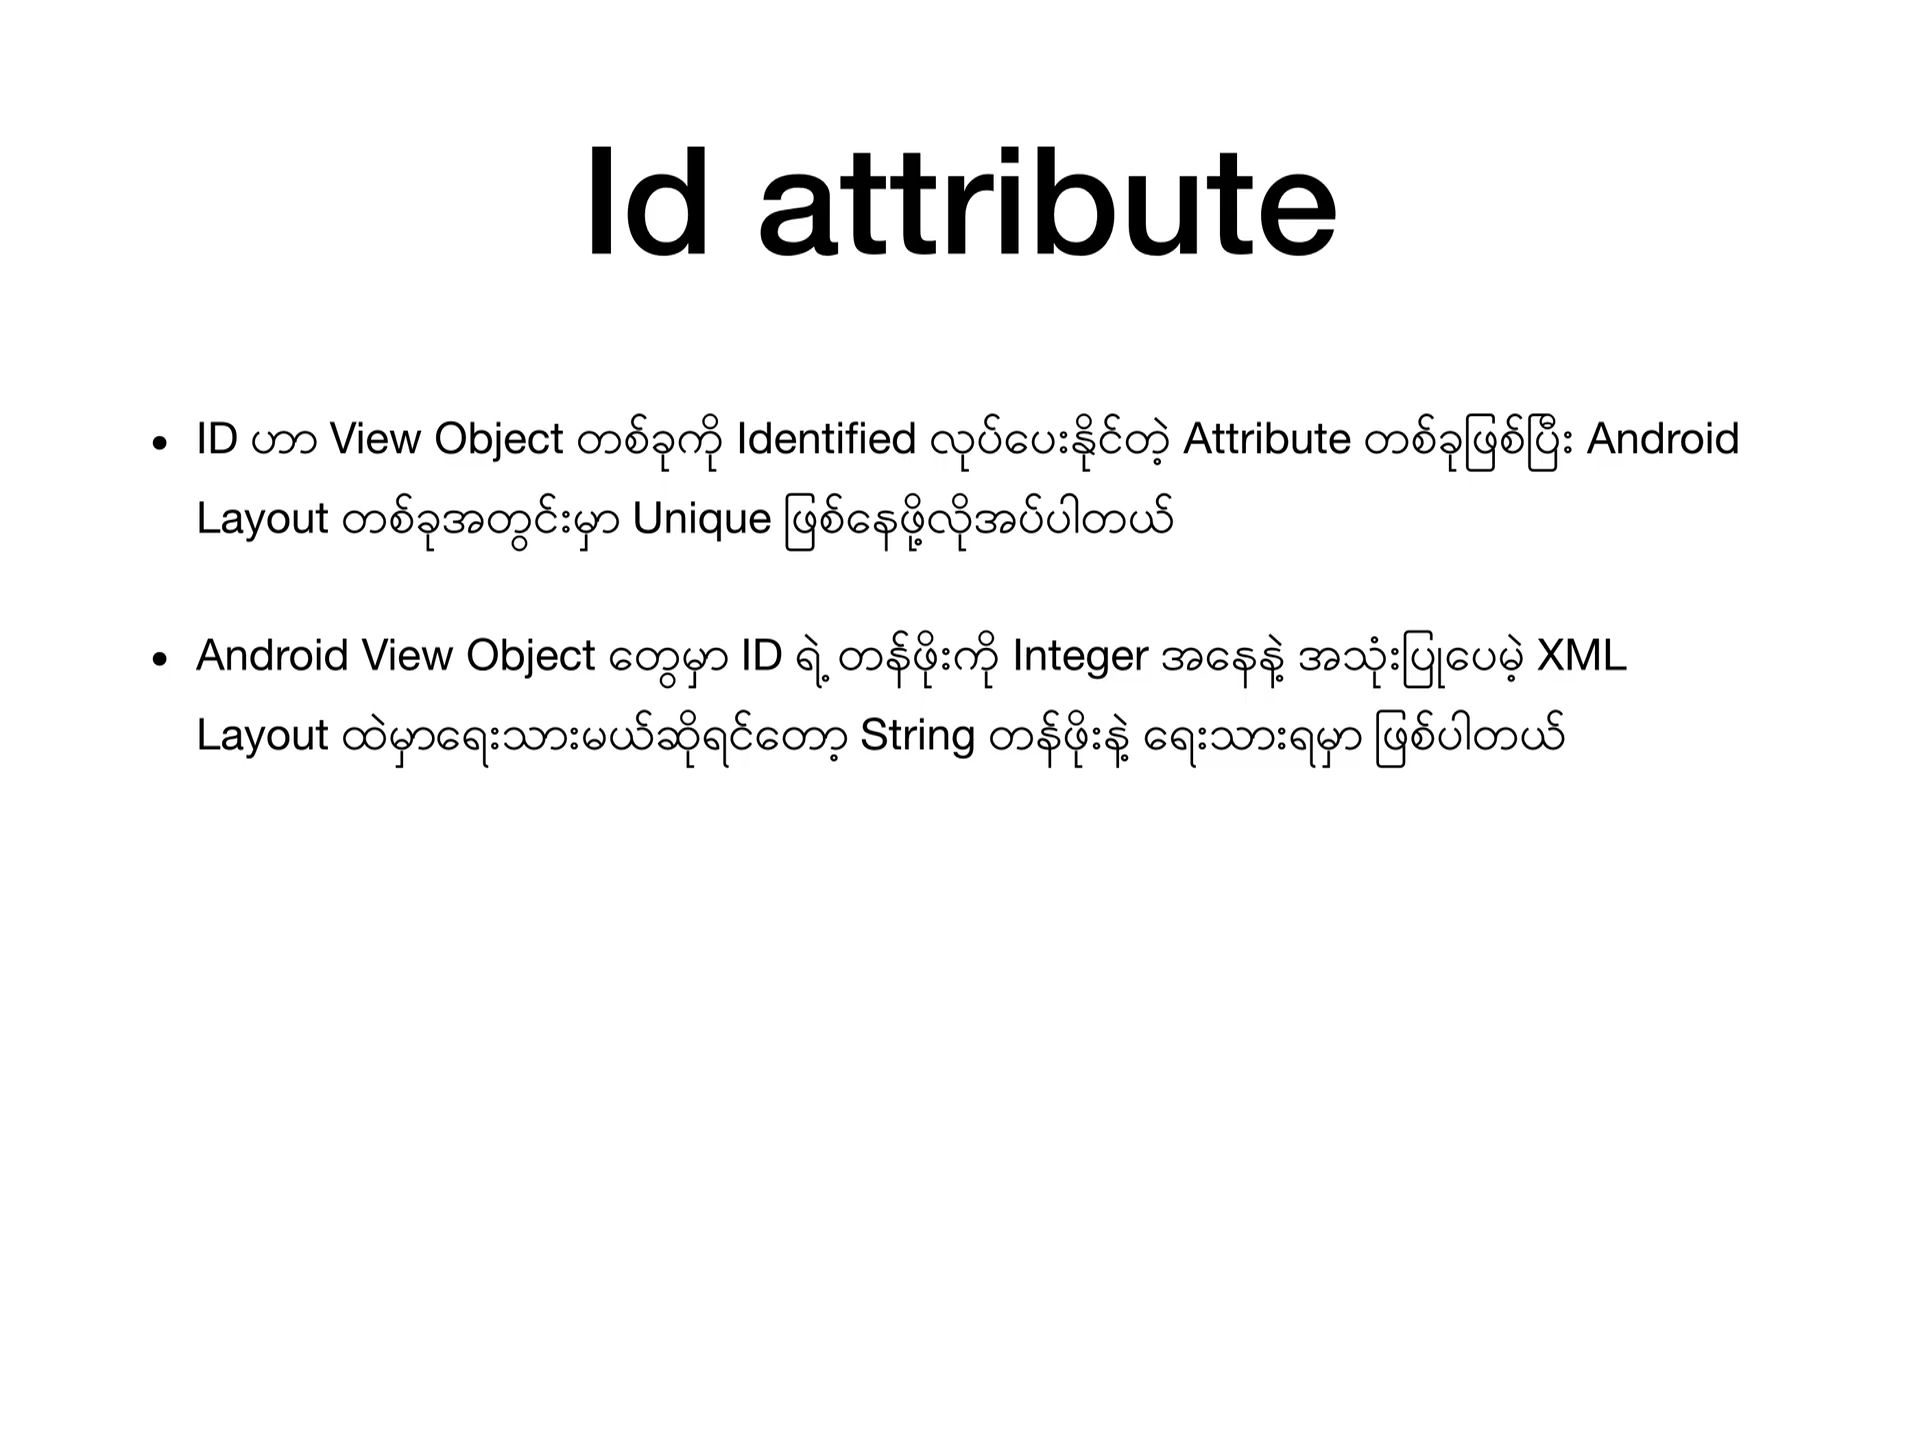 Id attribute
• ID ဟာ View Object တစ်ခုကို Identified လုပ်ပေးနိုင်တဲ့ Attribute တစ်ခုဖြစ်ပြီး Android
Layout တစ်ခုအတွင်းမှာ Unique ဖြစ်နေဖို့လိုအပ်ပါတယ်
• Android View Object တွေမှာ ID ရဲ့ တန်ဖိုးကို Integer အနေနဲ့ အသုံးပြုပေမဲ့ XML
Layout ထဲမှာရေးသားမယ်ဆိုရင်တော့ String တန်ဖိုးနဲ့ ရေးသားရမှာ ဖြစ်ပါတယ်